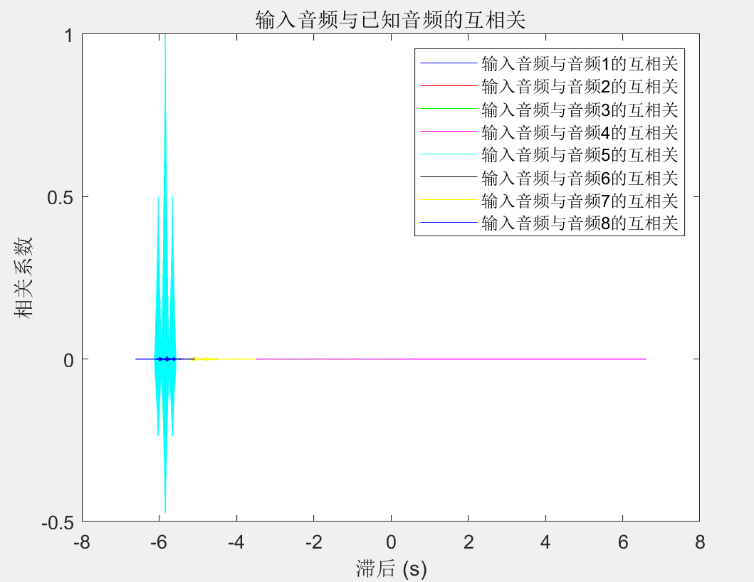 输入音频与已知音频的互相关
1
0.5
0
-0.5
相关系数
-8
-6
-4
-2
0
2
4
6
8
滞后 (s)
输入音频与音频1的互相关
输入音频与音频2的互相关
输入音频与音频3的互相关
输入音频与音频4的互相关
输入音频与音频5的互相关
输入音频与音频6的互相关
输入音频与音频7的互相关
输入音频与音频8的互相关